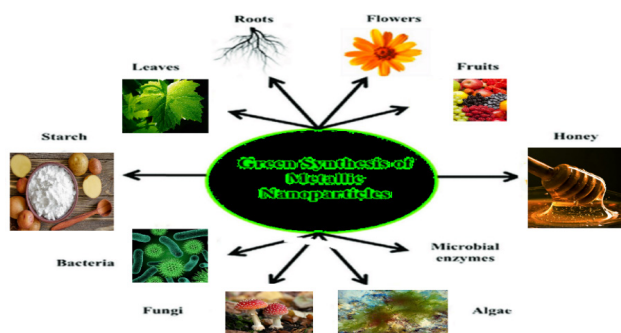 Roots
Flowers
Leaves
Fruits
Starch
Honey
Green Synthesis of
Metallic
Nanoparticles
Bacteria
Microbial
enzymes
Fungi
Algae